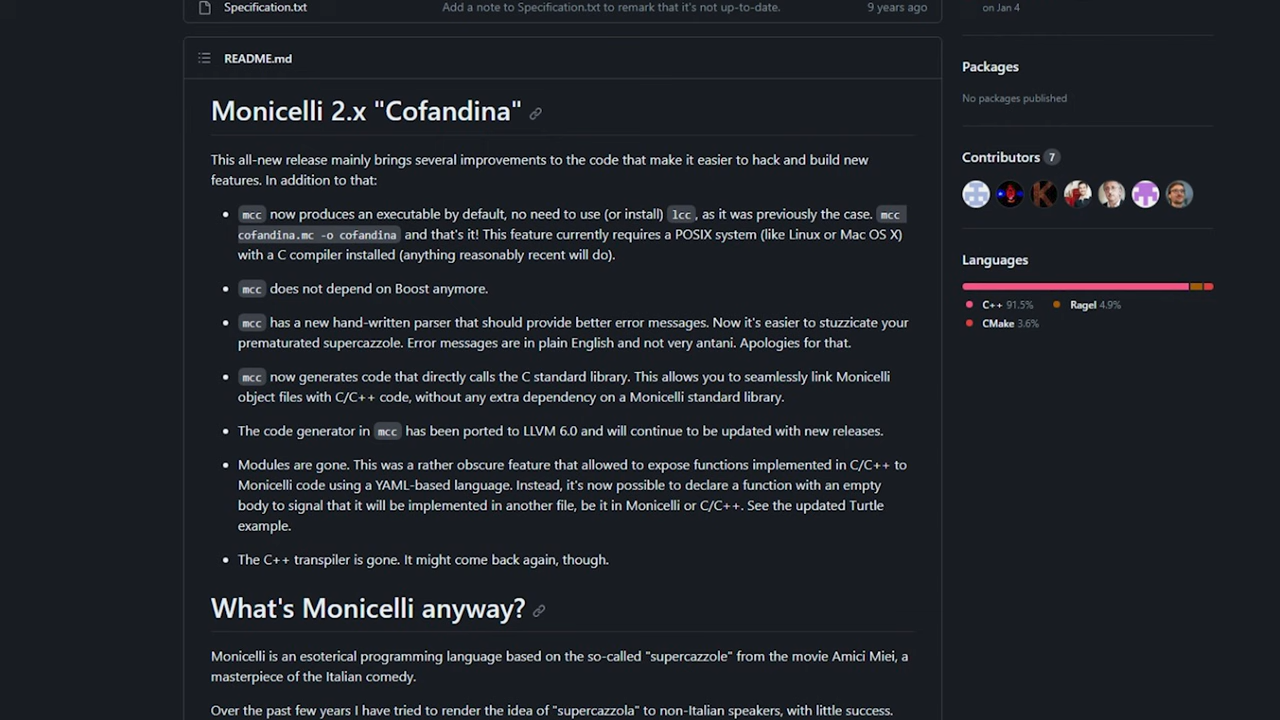 Specification.txt
Add a note to Specification.txt to remark that it's not up-to-date.
9 years ago
README.md
Monicelli 2.x "Cofandina"
This all-new release mainly brings several improvements to the code that make it easier to hack and build new
features. In addition to that:
mcc now produces an executable by default, no need to use (or install) lcc, as it was previously the case. mcc
cofandina.mc -o cofandina and that's it! This feature currently requires a POSIX system (like Linux or Mac OS X)
with a C compiler installed (anything reasonably recent will do).
mcc does not depend on Boost anymore.
mcc has a new hand-written parser that should provide better error messages. Now it's easier to stuzzicate your
prematurated supercazzole. Error messages are in plain English and not very antani. Apologies for that.
mcc now generates code that directly calls the C standard library. This allows you to seamlessly link Monicelli
object files with C/C++ code, without any extra dependency on a Monicelli standard library.
The code generator in mcc has been ported to LLVM 6.0 and will continue to be updated with new releases.
Modules are gone. This was a rather obscure feature that allowed to expose functions implemented in C/C++ to
Monicelli code using a YAML-based language. Instead, it's now possible to declare a function with an empty
body to signal that it will be implemented in another file, be it in Monicelli or C/C++. See the updated Turtle
example.
The C++ transpiler is gone. It might come back again, though.
What's Monicelli anyway?
Monicelli is an esoterical programming language based on the so-called "supercazzole" from the movie Amici Miei, a
masterpiece of the Italian comedy.
Over the past few years I have tried to render the idea of "supercazzola" to non-Italian speakers, with little success.
on Jan 4
Packages
No packages published
Contributors 7
Languages
C++ 91.5%
Ragel 4.9%
CMake 3.6%